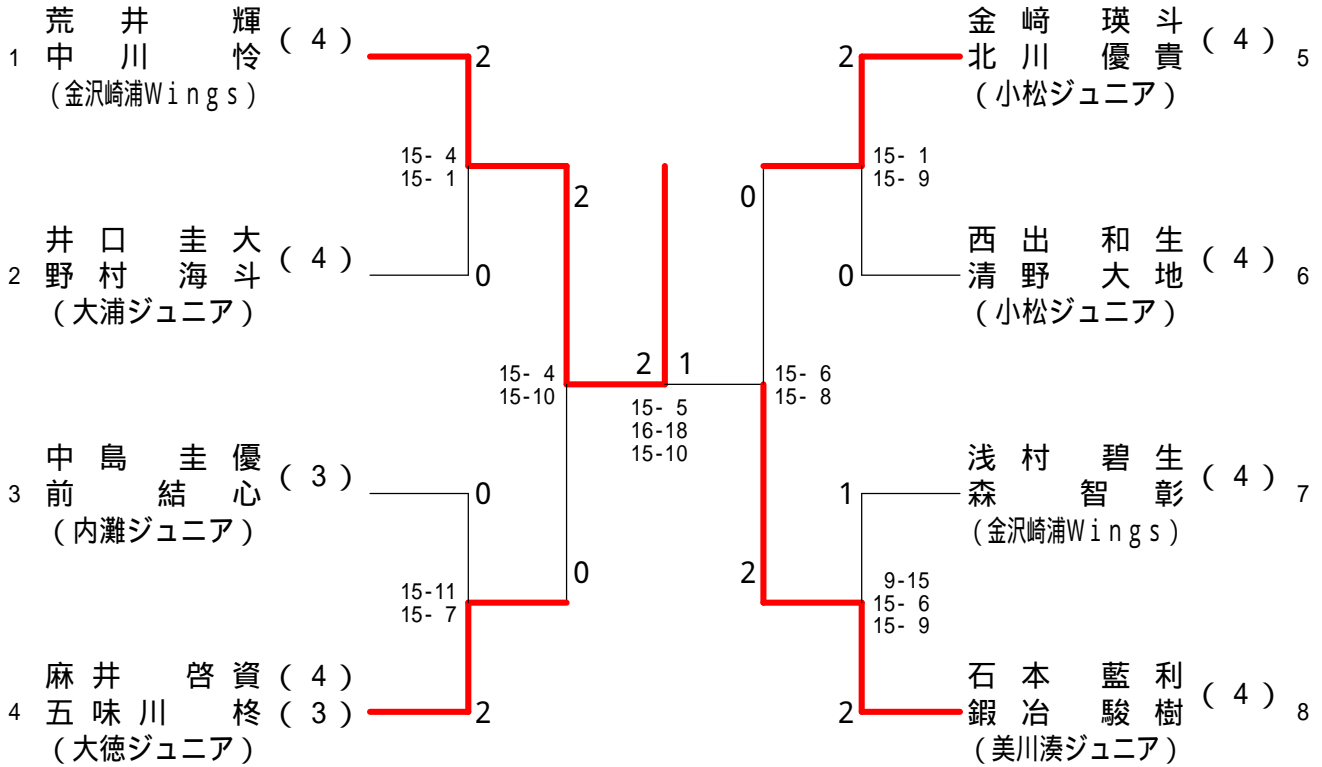 荒井 輝
1 中川 怜 (4)
(金沢崎浦Wings)
2
15- 4
15- 1
井口 圭大
2 野村 海斗 (4)
(大浦ジュニア)
0
2
15- 4
15-10
中島 圭優
3 前 結心 (3)
(内灘ジュニア)
0
15-11
15- 7
0
麻井 啓資 (4)
4 五味川 柊 (3)
(大徳ジュニア)
2
2 1
15- 5
16-18
15-10
金﨑 瑛斗
北川 優貴 (4) 5
(小松ジュニア)
2
15- 1
15- 9
0
西出 和生
清野 大地 (4) 6
(小松ジュニア)
0
15- 6
15- 8
浅村 碧生
森 智彰 (4) 7
(金沢崎浦Wings)
1
2
9-15
15- 6
15- 9
石本 藍利
鍜冶 駿樹 (4) 8
(美川湊ジュニア)
2